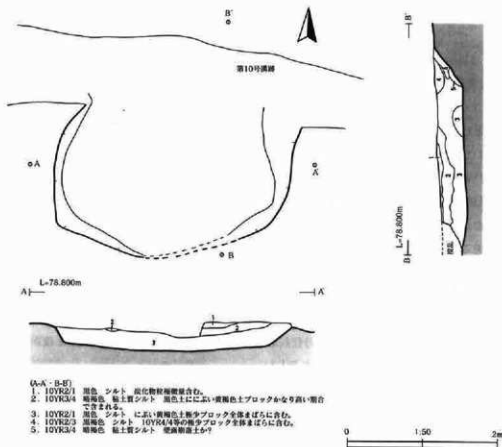 B'
第10号溝跡
A
A'
B
B'
L=78.800m
B
撹乱
L=78.800m
A
A'
(A-A'・B-B')
1. 10YR2/1 黒色 シルト 炭化物粒極微量含む。
2. 10YR3/4 暗褐色 粘土質シルト 黒色土ににぶい黄褐色土ブロックかなり高い割合
で含まれる。
3. 10YR2/1 黒色 シルト にぶい黄褐色土極少ブロック全体まばらに含む。
4. 10YR2/3 黒褐色 シルト 10YR4/4等の極少ブロック全体まばらに含む。
5. 10YR3/4 暗褐色 粘土質シルト 壁崩崩落土か?
0 1:50 2m